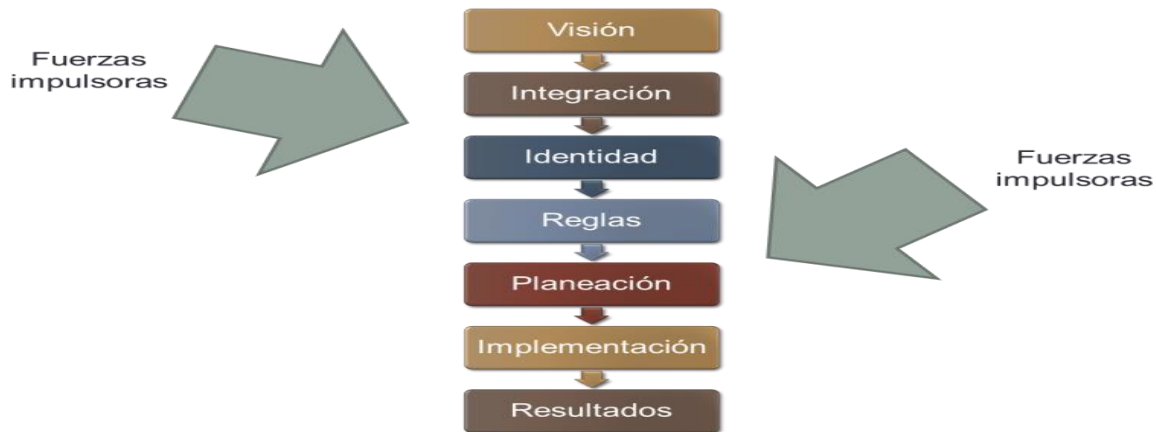 Visión
Fuerzas
impulsoras
Integración
Identidad
Fuerzas
impulsoras
Reglas
Planeación
Implementación
Resultados